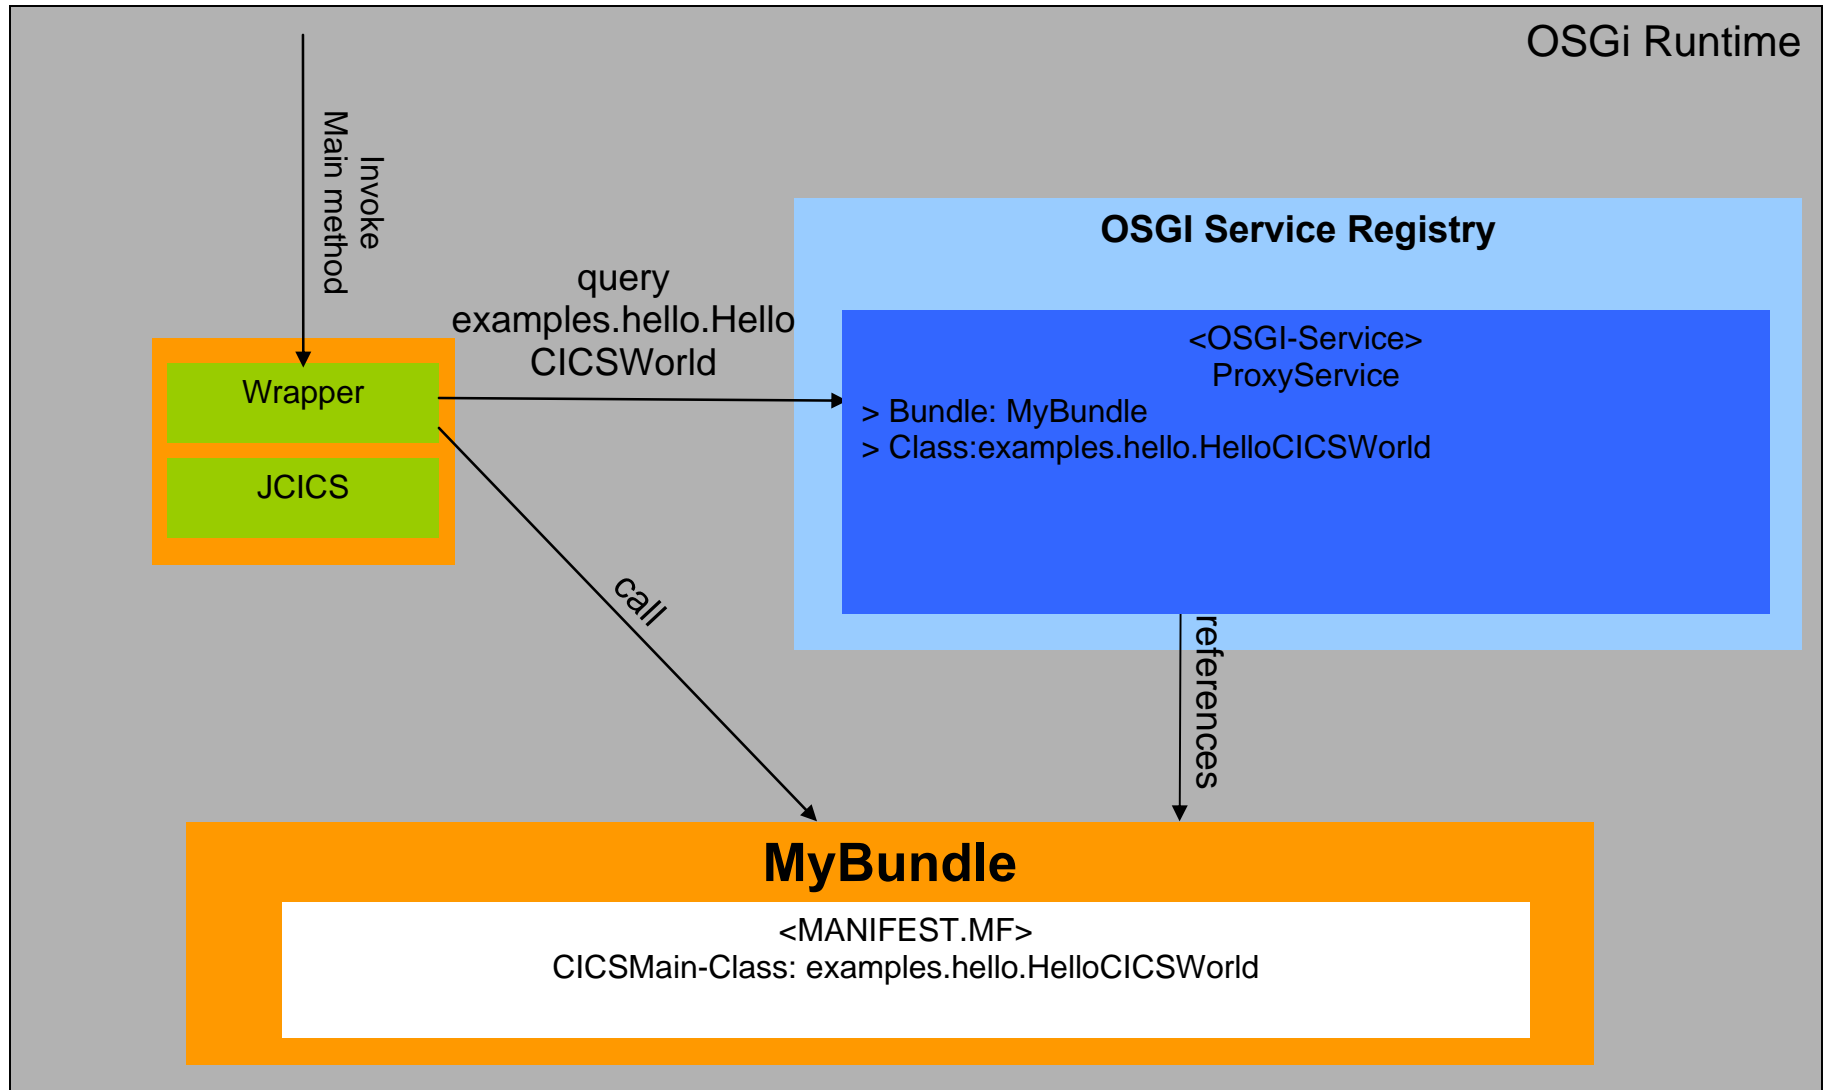 OSGi Runtime
Invoke
Main method
OSGI Service Registry
query
examples.hello.Hello
CICSWorld
<OSGI-Service>
ProxyService
> Bundle: MyBundle
> Class:examples.hello.HelloCICSWorld
Wrapper
JCICS
call
references
MyBundle
<MANIFEST.MF>
CICSMain-Class: examples.hello.HelloCICSWorld